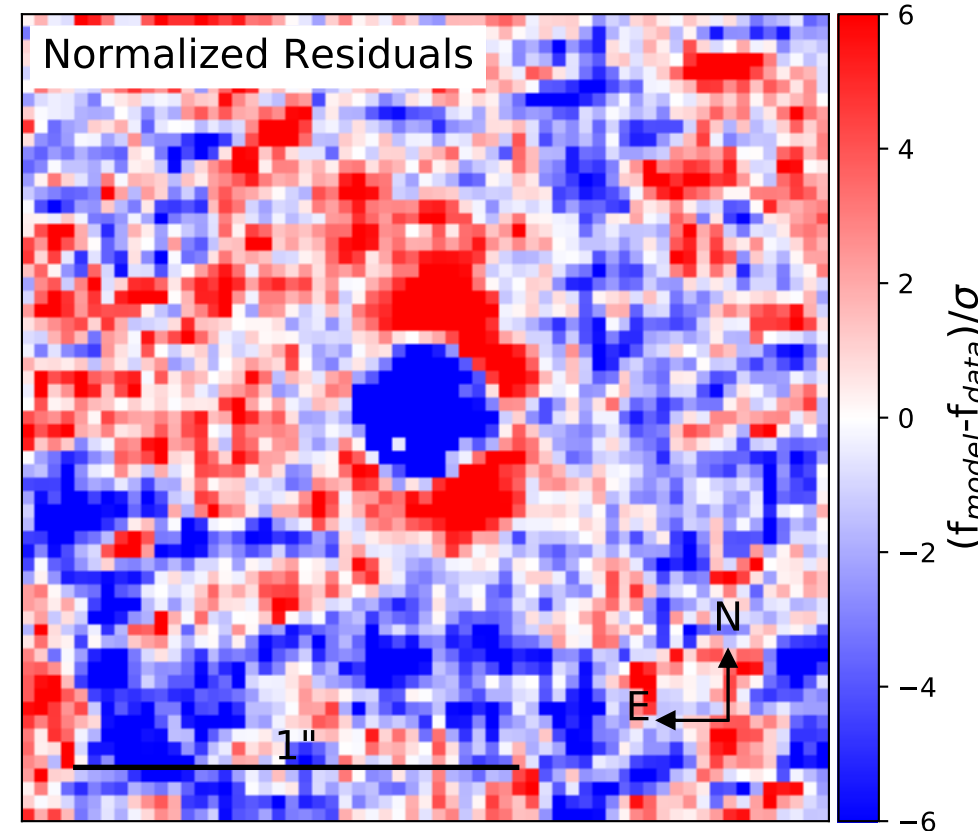 Normalized Residuals
6
4
2
0
−2
−4
−6
(f_model-f_data)/σ
N
E
1"